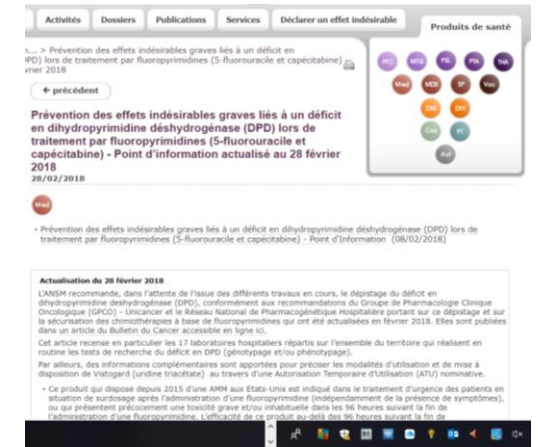 Activités Dossiers Publications Services Déclarer un effet indésirable Produits de santé
n... > Prévention des effets indésirables graves liés à un déficit en
PD) lors de traitement par fluoropyrimidines (5-fluorouracile et capécitabine)
vrier 2018
précédent
PSL
Med MDS SP Voc
DIV
Cos PT
Aut
Prévention des effets indésirables graves liés à un déficit
en dihydropyrimidine déshydrogénase (DPD) lors de
traitement par fluoropyrimidines (5-fluorouracile et
capécitabine) - Point d'information actualisé au 28 février
2018
28/02/2018
Med
• Prévention des effets indésirables graves liés à un déficit en dihydropyrimidine déshydrogénase (DPD) lors de
traitement par fluoropyrimidines (5-fluorouracile et capécitabine) - Point d'Information (08/02/2018)
Actualisation du 28 février 2018
L'ANSM recommande, dans l'attente de l'issue des différents travaux en cours, le dépistage du déficit en
dihydropyrimidine déshydrogénase (DPD), conformément aux recommandations du Groupe de Pharmacologie Clinique
Oncologique (GPCO) - Unicancer et le Réseau National de Pharmacogénétique Hospitalière portant sur ce dépistage et sur
la sécurisation des chimiothérapies à base de fluoropyrimidines qui ont été actualisées en février 2018. Elles sont publiées
dans un article du Bulletin du Cancer accessible en ligne ici.
Cet article recense en particulier les 17 laboratoires hospitaliers répartis sur l'ensemble du territoire qui réalisent en
routine les tests de recherche du déficit en DPD (génotypage et/ou phénotypage).
Par ailleurs, des informations complémentaires sont apportées pour préciser les modalités d'utilisation et de mise à
disposition de Vistogard (uridine triacétate) au travers d'une Autorisation Temporaire d'Utilisation (ATU) nominative.
• Ce produit qui dispose depuis 2015 d'une AMM aux Etats-Unis est indiqué dans le traitement d'urgence des patients en
situation de surdosage après l'administration d'une fluoropyrimidine (indépendamment de la présence de symptômes),
ou qui présentent précocement une toxicité grave et/ou inhabituelle dans les 96 heures suivant la fin de
l'administration d'une fluoropyrimidine. L'efficacité de ce produit au-delà des 96 heures suivant la fin de